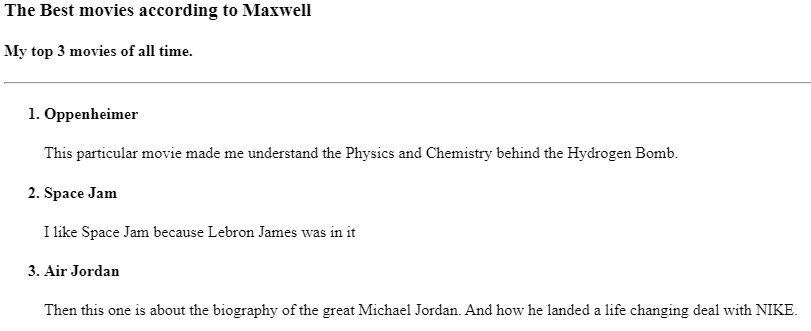 The Best movies according to Maxwell
My top 3 movies of all time.
1. Oppenheimer
This particular movie made me understand the Physics and Chemistry behind the Hydrogen Bomb.
2. Space Jam
I like Space Jam because Lebron James was in it
3. Air Jordan
Then this one is about the biography of the great Michael Jordan. And how he landed a life changing deal with NIKE.